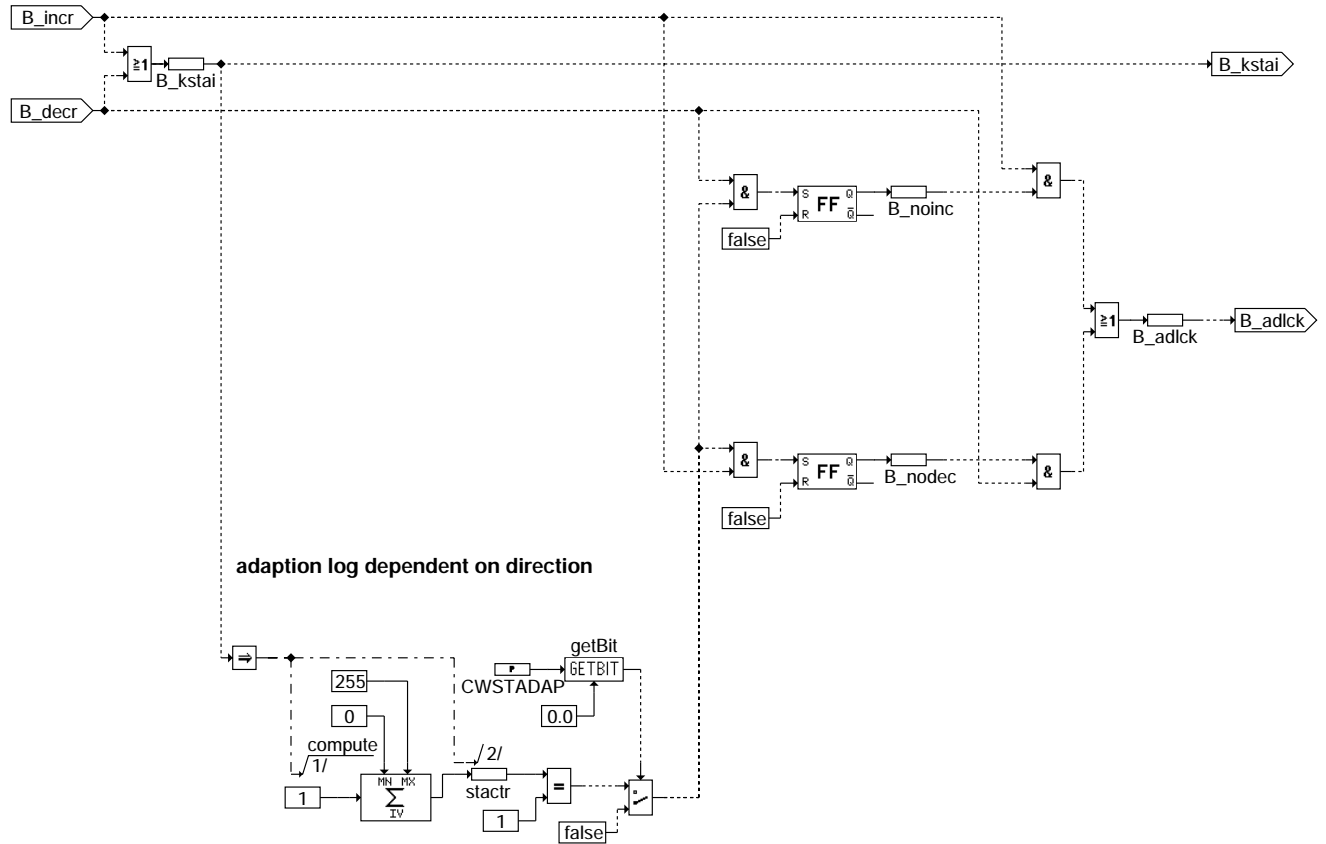 B_incr
≥1
B_kstai
B_kstai
B_decr
&
S Q
R Q̅
FF
B_noinc
false
&
≥1
B_adlck
B_adlck
&
S Q
R Q̅
FF
B_nodec
false
&
adaption log dependent on direction
⇒
getBit
P
GETBIT
CWSTADAP
255
0
0.0
compute
1/
2/
MN MX
Σ
IV
1
stactr
=
1
false